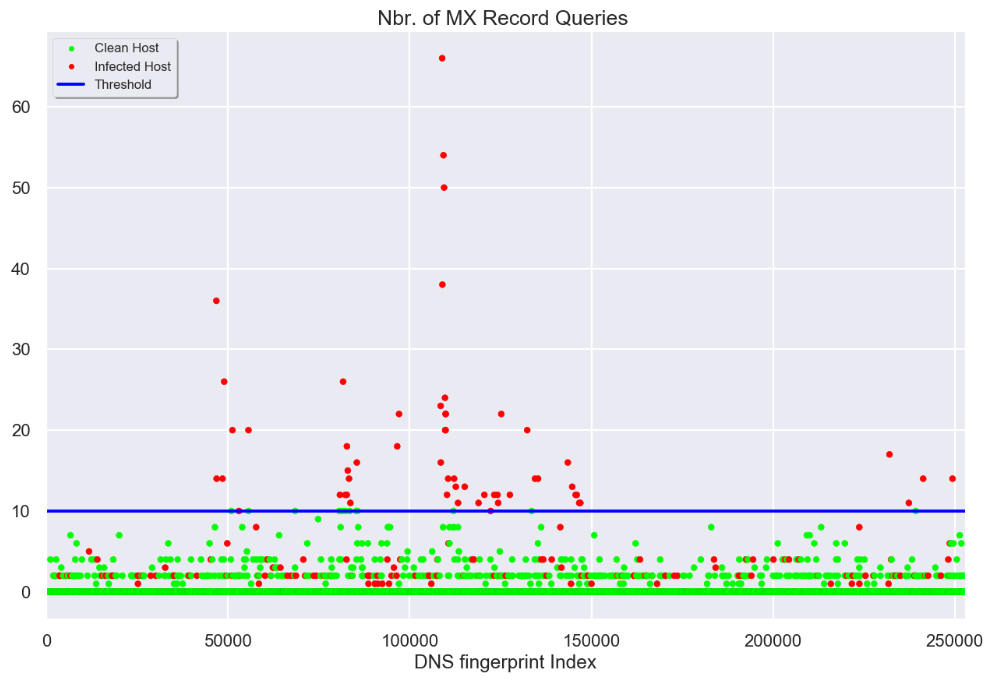 Nbr. of MX Record Queries
Clean Host
Infected Host
Threshold
60
50
40
30
20
10
0
0 50000 100000 150000 200000 250000
DNS fingerprint Index